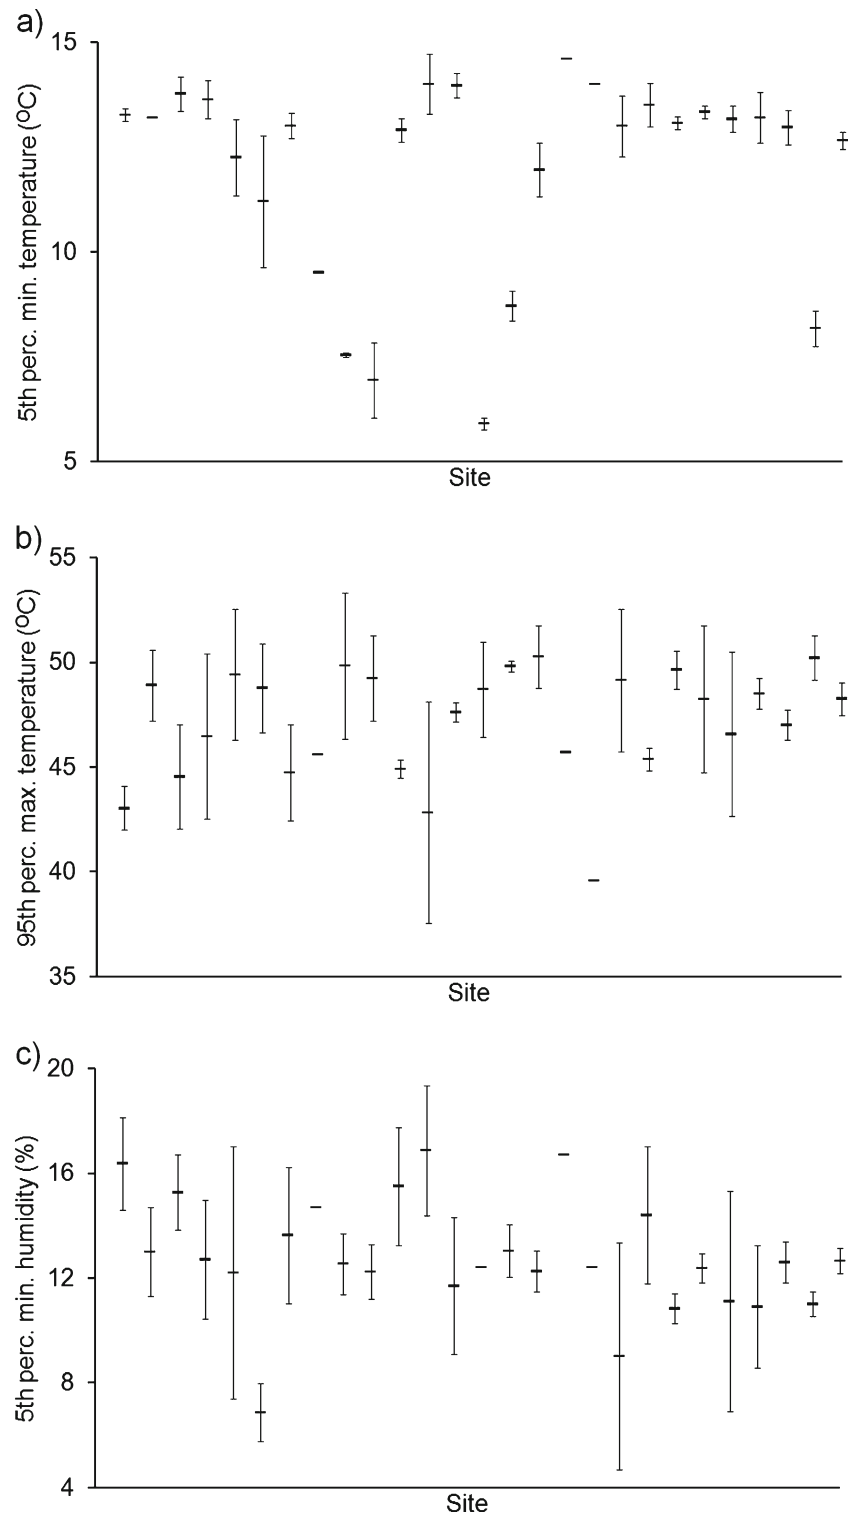 a)
15
10
5
5th perc. min. temperature (ºC)
Site
b)
55
50
45
40
35
95th perc. max. temperature (ºC)
Site
c)
20
16
12
8
4
5th perc. min. humidity (%)
Site